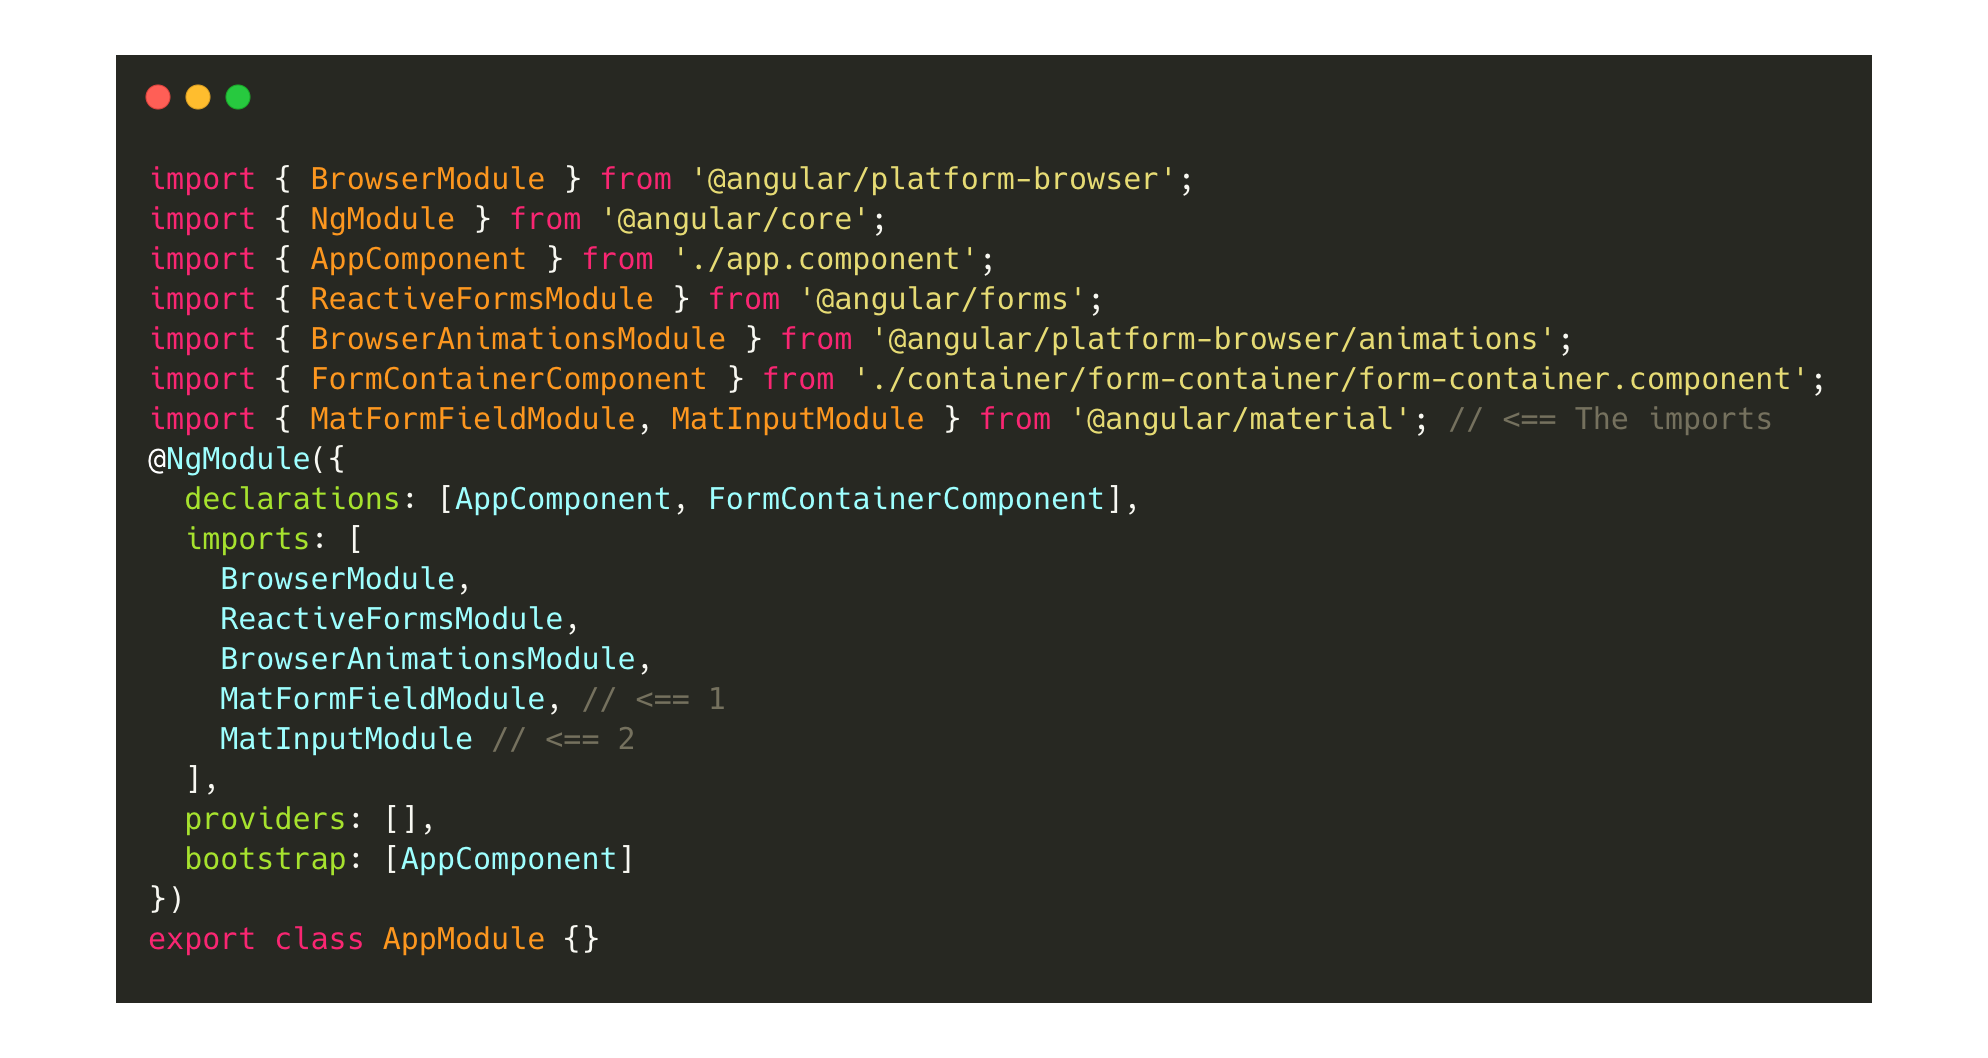 import { BrowserModule } from '@angular/platform-browser';
import { NgModule } from '@angular/core';
import { AppComponent } from './app.component';
import { ReactiveFormsModule } from '@angular/forms';
import { BrowserAnimationsModule } from '@angular/platform-browser/animations';
import { FormContainerComponent } from './container/form-container/form-container.component';
import { MatFormFieldModule, MatInputModule } from '@angular/material'; // <== The imports
@NgModule({
  declarations: [AppComponent, FormContainerComponent],
  imports: [
    BrowserModule,
    ReactiveFormsModule,
    BrowserAnimationsModule,
    MatFormFieldModule, // <== 1
    MatInputModule // <== 2
  ],
  providers: [],
  bootstrap: [AppComponent]
})
export class AppModule {}